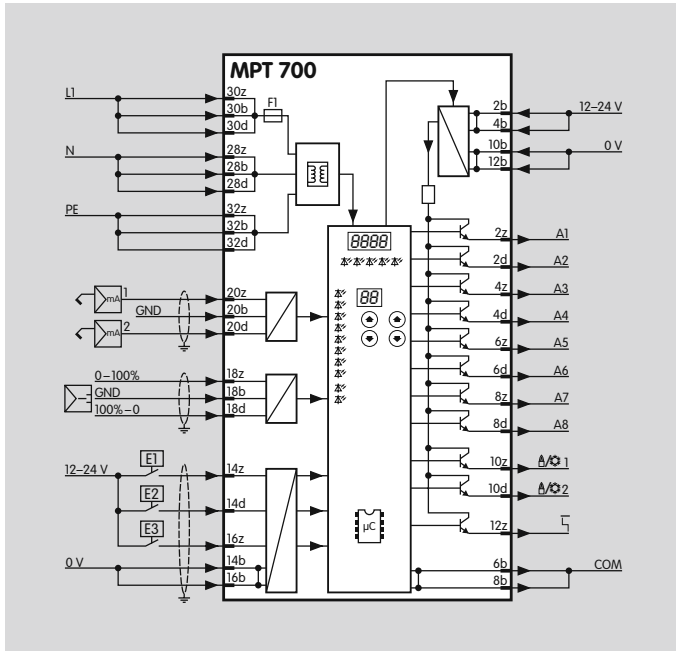 MPT 700
L1
30z
30b
30d
F1
N
28z
28b
28d
PE
32z
32b
32d
2b
4b
12–24 V
10b
12b
0 V
8888
88
mA 1
20z
GND
20b
mA 2
20d
0–100%
18z
GND
18b
100%–0
18d
12–24 V
E1
14z
E2
14d
E3
16z
0 V
14b
16b
µC
2z A1
2d A2
4z A3
4d A4
6z A5
6d A6
8z A7
8d A8
10z 1
10d 2
12z
6b COM
8b